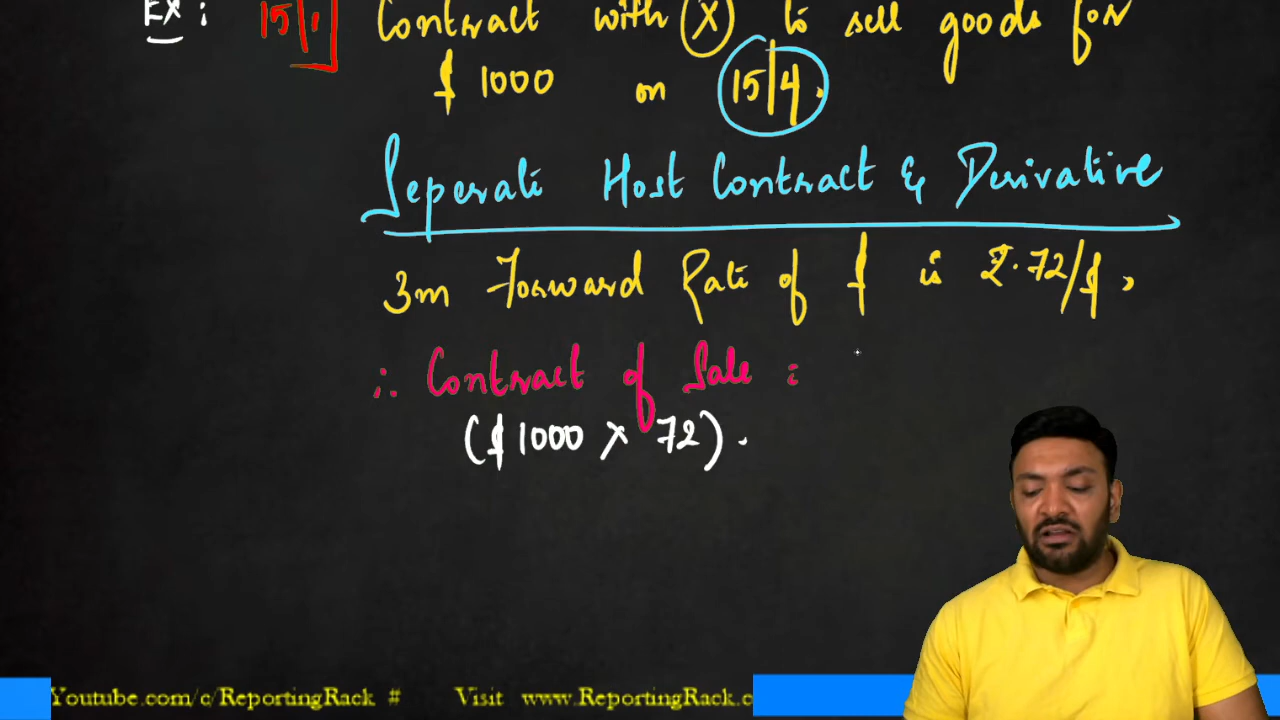 Ex : 15/1 Contract with X to sell goods for
$ 1000 on 15/4.
Seperate Host Contract & Derivative
3m Forward Rate of $ is ₹.72/$,
∴ Contract of Sale :
($ 1000 × 72).
Youtube.com/c/ReportingRack # Visit www.ReportingRack.c